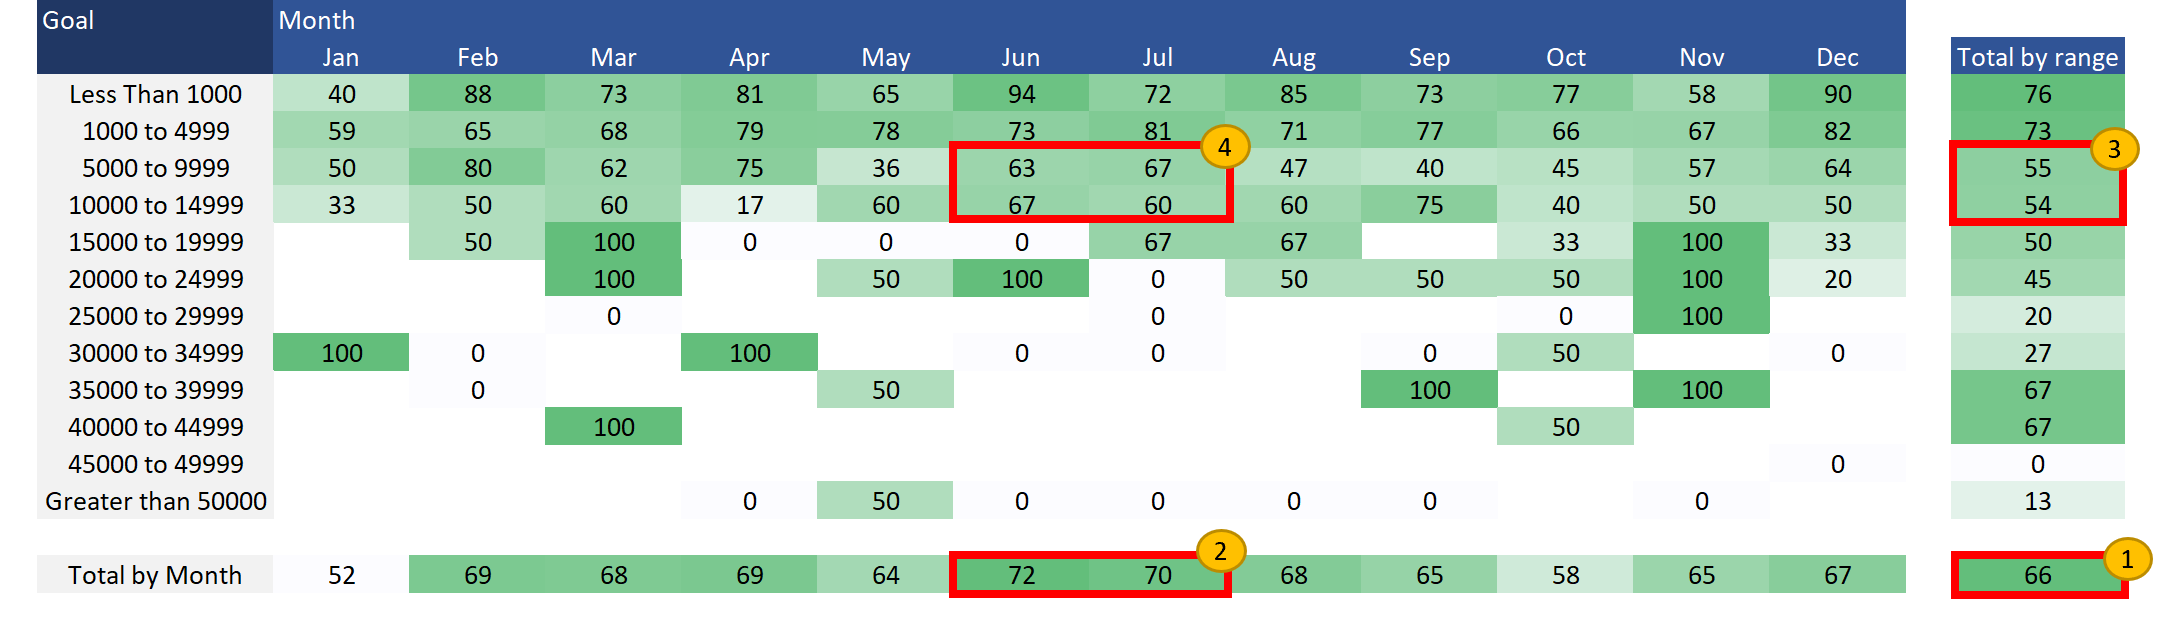 Goal Month
Jan Feb Mar Apr May Jun Jul Aug Sep Oct Nov Dec Total by range
Less Than 1000 40 88 73 81 65 94 72 85 73 77 58 90 76
1000 to 4999 59 65 68 79 78 73 81 71 77 66 67 82 73
4 3
5000 to 9999 50 80 62 75 36 63 67 47 40 45 57 64 55
10000 to 14999 33 50 60 17 60 67 60 60 75 40 50 50 54
15000 to 19999 50 100 0 0 0 67 67 33 100 33 50
20000 to 24999 100 50 100 0 50 50 50 100 20 45
25000 to 29999 0 0 0 100 20
30000 to 34999 100 0 100 0 0 0 50 0 27
35000 to 39999 0 50 100 100 67
40000 to 44999 100 50 67
45000 to 49999 0 0
Greater than 50000 0 50 0 0 0 0 0 13
2 1
Total by Month 52 69 68 69 64 72 70 68 65 58 65 67 66